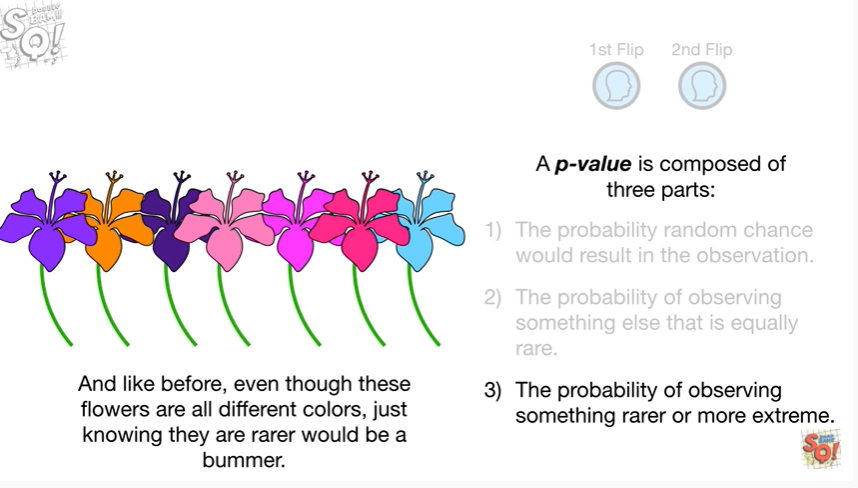 SQ!
1st Flip 2nd Flip
A p-value is composed of
three parts:
1) The probability random chance
would result in the observation.
2) The probability of observing
something else that is equally
rare.
3) The probability of observing
something rarer or more extreme.
And like before, even though these
flowers are all different colors, just
knowing they are rarer would be a
bummer.
SQ!